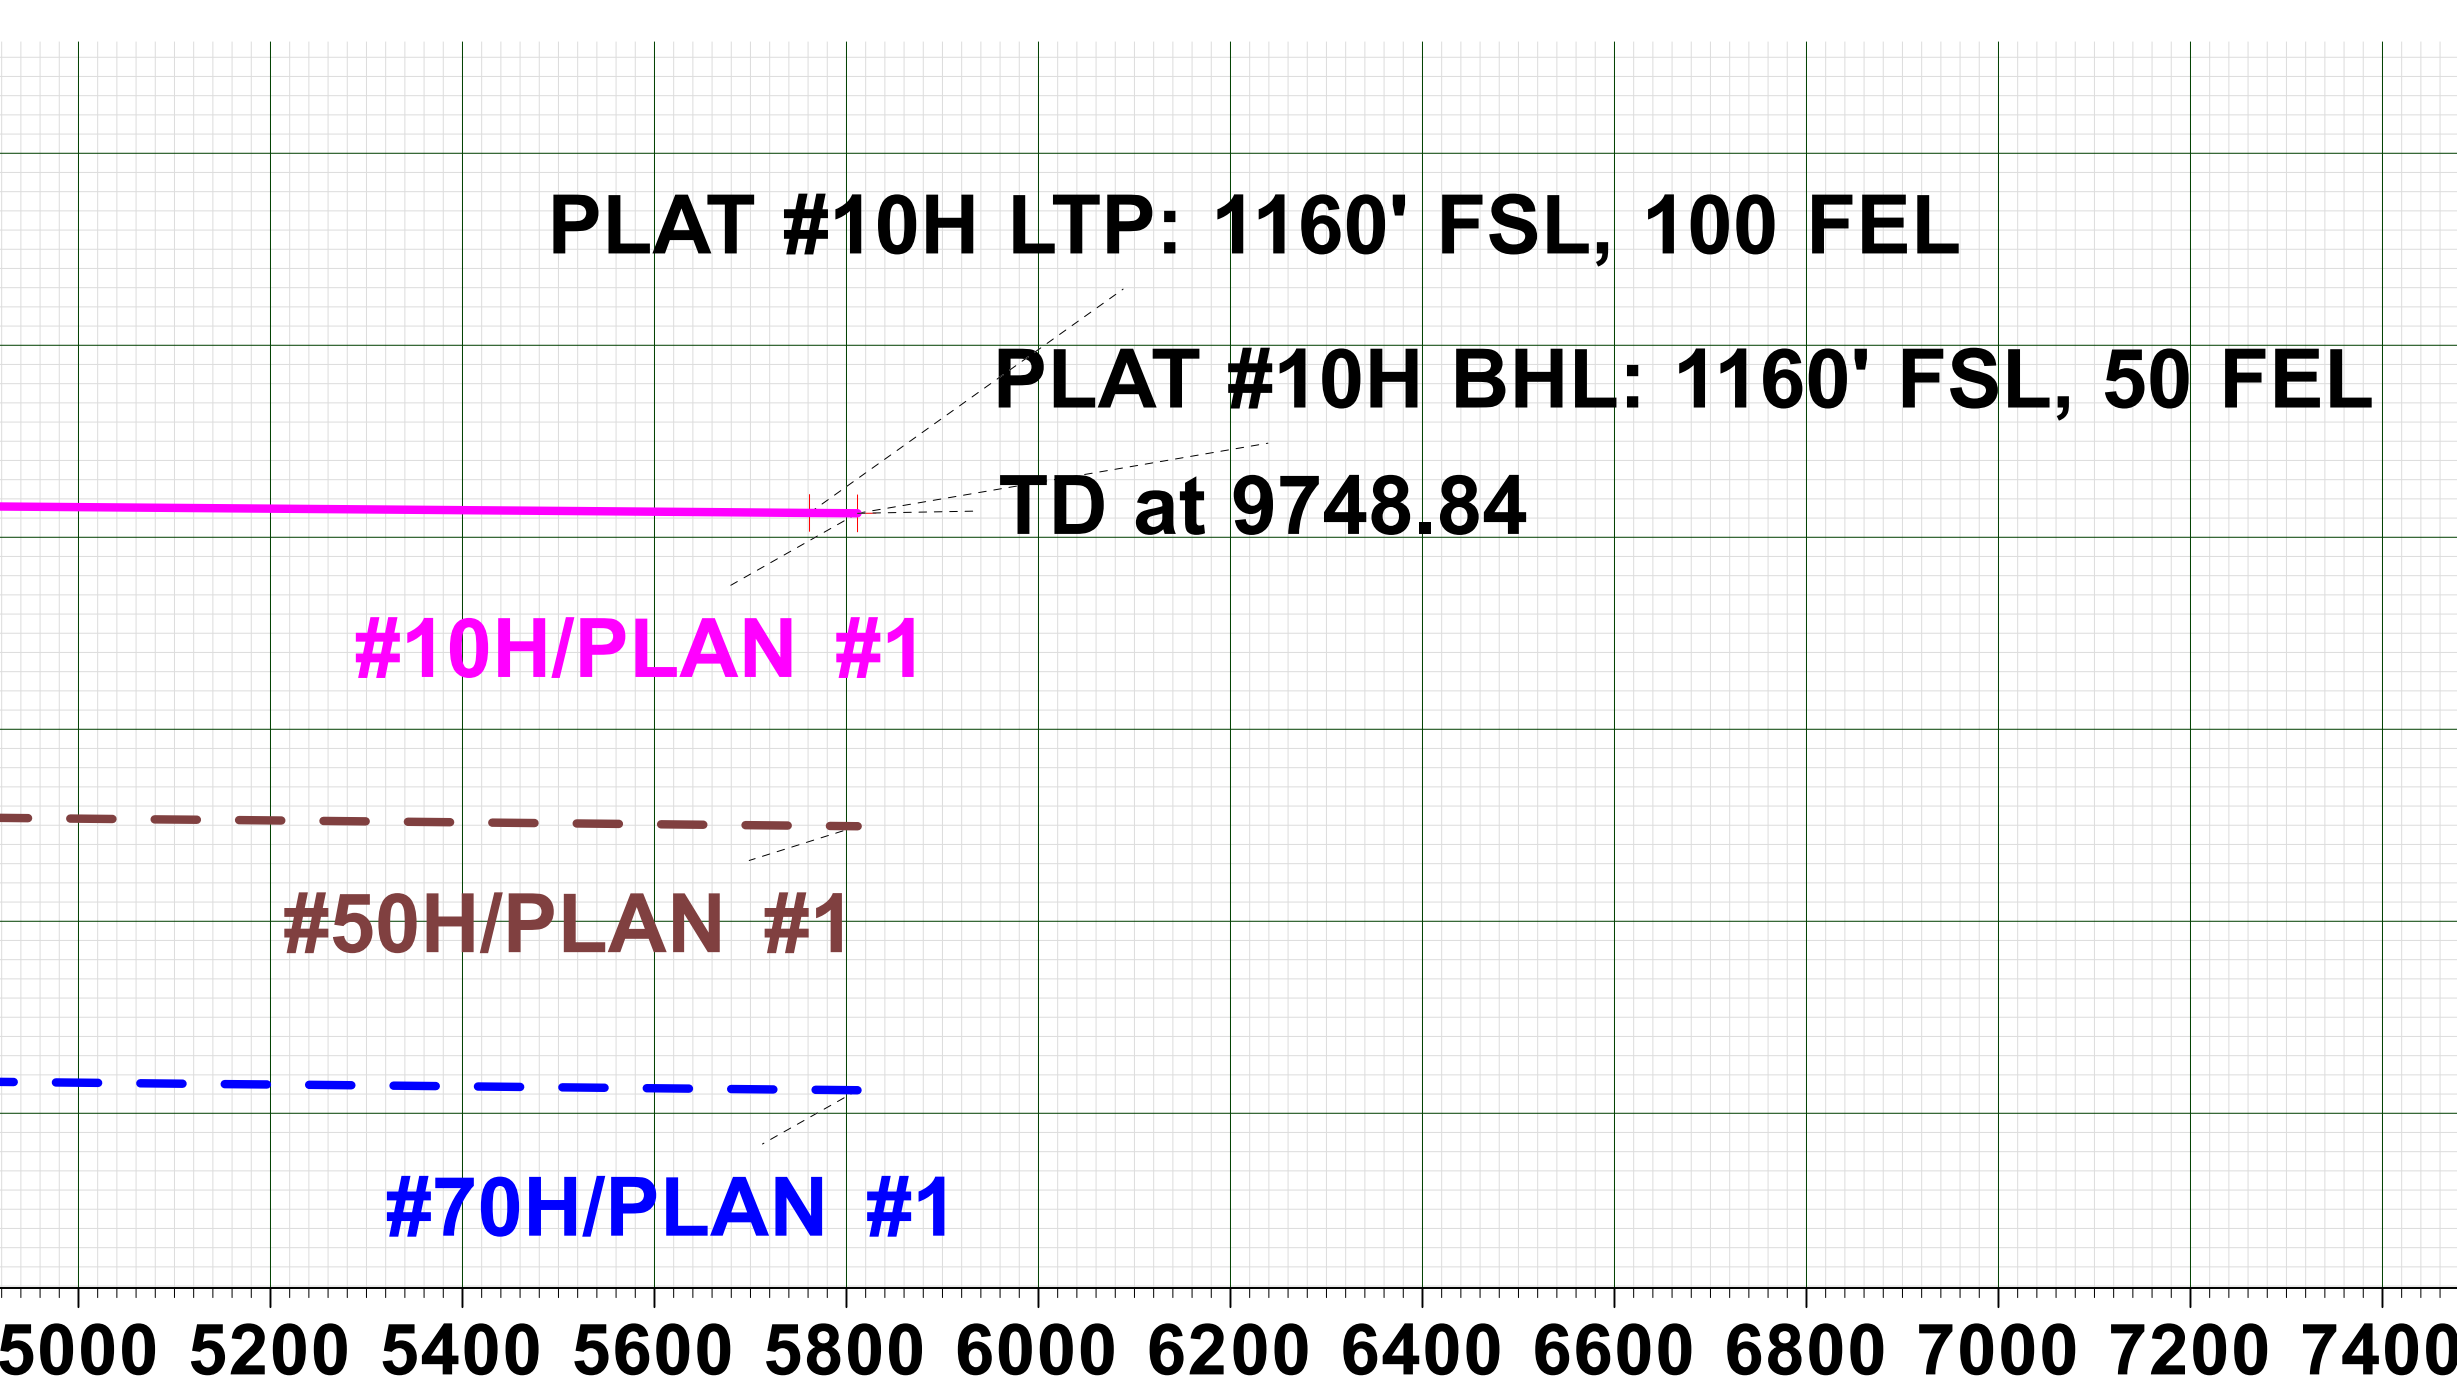 PLAT #10H LTP: 1160' FSL, 100 FEL
PLAT #10H BHL: 1160' FSL, 50 FEL
TD at 9748.84
#10H/PLAN #1
#50H/PLAN #1
#70H/PLAN #1
5000 5200 5400 5600 5800 6000 6200 6400 6600 6800 7000 7200 7400